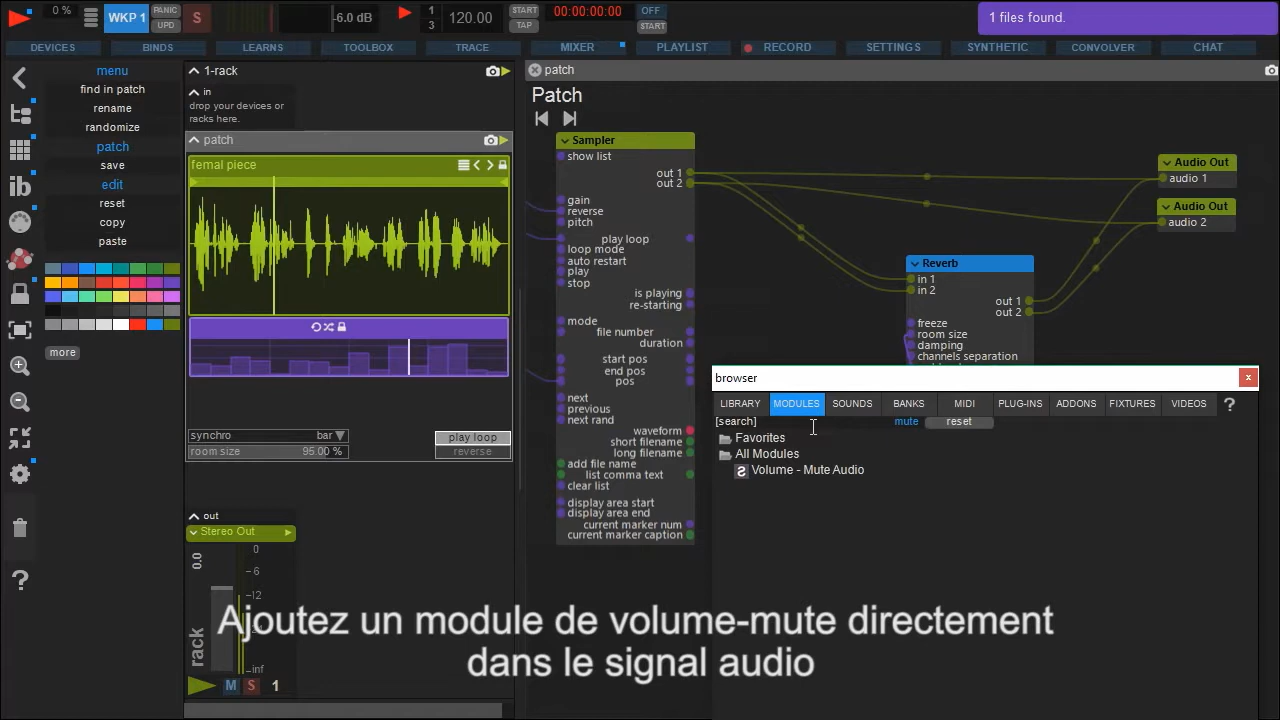 0 %
WKP 1
PANIC
UPD
S
-6.0 dB
1
3
120.00
START
TAP
00:00:00:00
OFF
START
1 files found.
DEVICES
BINDS
LEARNS
TOOLBOX
TRACE
MIXER
PLAYLIST
RECORD
SETTINGS
SYNTHETIC
CONVOLVER
CHAT
menu
find in patch
rename
randomize
patch
save
edit
reset
copy
paste
more
ib
?
1-rack
in
drop your devices or
racks here.
patch
femal piece
synchro
bar
room size
95.00 %
play loop
reverse
out
Stereo Out
0.0
0
-6
-12
-inf
rack
M
S
1
patch
Patch
Sampler
show list
out 1
out 2
gain
reverse
pitch
play loop
loop mode
auto restart
play
stop
is playing
re-starting
mode
file number
duration
start pos
end pos
pos
next
previous
next rand
waveform
short filename
long filename
add file name
list comma text
clear list
display area start
display area end
current marker num
current marker caption
Audio Out
audio 1
Audio Out
audio 2
Reverb
in 1
in 2
out 1
out 2
freeze
room size
damping
channels separation
browser
x
LIBRARY
MODULES
SOUNDS
BANKS
MIDI
PLUG-INS
ADDONS
FIXTURES
VIDEOS
?
[search]
mute
reset
Favorites
All Modules
Volume - Mute Audio
Ajoutez un module de volume-mute directement
dans le signal audio